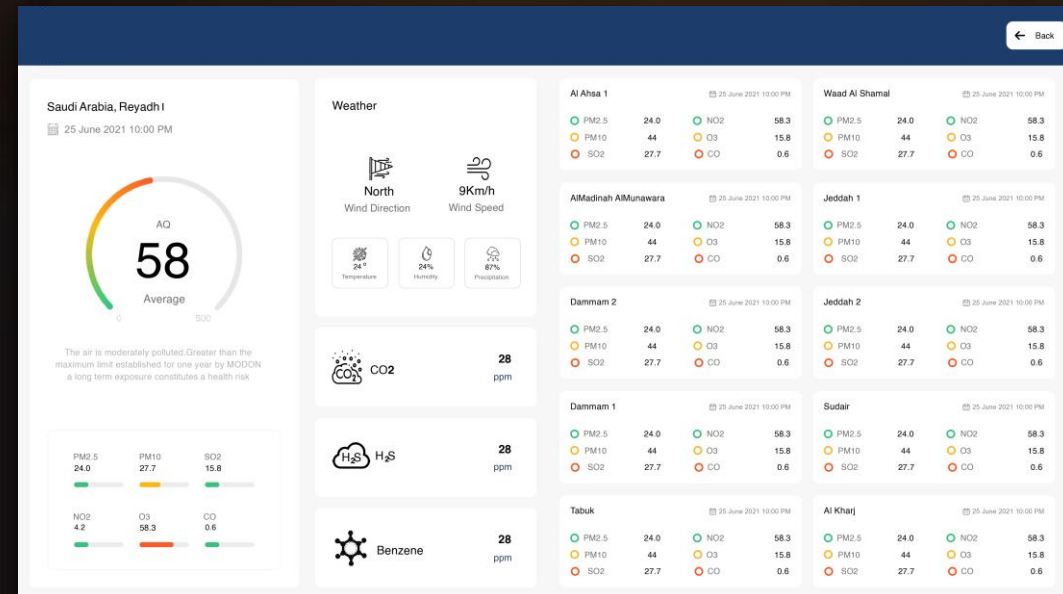 Back
Saudi Arabia, Reyadh I
25 June 2021 10:00 PM
AQ
58
Average
0 500
The air is moderately polluted.Greater than the
maximum limit established for one year by MODON
a long term exposure constitutes a health risk
PM2.5 PM10 SO2
24.0 27.7 15.8
NO2 O3 CO
4.2 58.3 0.6
Weather
North 9Km/h
Wind Direction Wind Speed
24° 24% 87%
Temperature Humidity Precipitation
CO2 CO2 28
ppm
H2S H2S 28
ppm
Benzene 28
ppm
Al Ahsa 1 25 June 2021 10:00 PM
PM2.5 24.0 NO2 58.3
PM10 44 O3 15.8
SO2 27.7 CO 0.6
Waad Al Shamal 25 June 2021 10:00 PM
PM2.5 24.0 NO2 58.3
PM10 44 O3 15.8
SO2 27.7 CO 0.6
AlMadinah AlMunawara 25 June 2021 10:00 PM
PM2.5 24.0 NO2 58.3
PM10 44 O3 15.8
SO2 27.7 CO 0.6
Jeddah 1 25 June 2021 10:00 PM
PM2.5 24.0 NO2 58.3
PM10 44 O3 15.8
SO2 27.7 CO 0.6
Dammam 2 25 June 2021 10:00 PM
PM2.5 24.0 NO2 58.3
PM10 44 O3 15.8
SO2 27.7 CO 0.6
Jeddah 2 25 June 2021 10:00 PM
PM2.5 24.0 NO2 58.3
PM10 44 O3 15.8
SO2 27.7 CO 0.6
Dammam 1 25 June 2021 10:00 PM
PM2.5 24.0 NO2 58.3
PM10 44 O3 15.8
SO2 27.7 CO 0.6
Sudair 25 June 2021 10:00 PM
PM2.5 24.0 NO2 58.3
PM10 44 O3 15.8
SO2 27.7 CO 0.6
Tabuk 25 June 2021 10:00 PM
PM2.5 24.0 NO2 58.3
PM10 44 O3 15.8
SO2 27.7 CO 0.6
Al Kharj 25 June 2021 10:00 PM
PM2.5 24.0 NO2 58.3
PM10 44 O3 15.8
SO2 27.7 CO 0.6